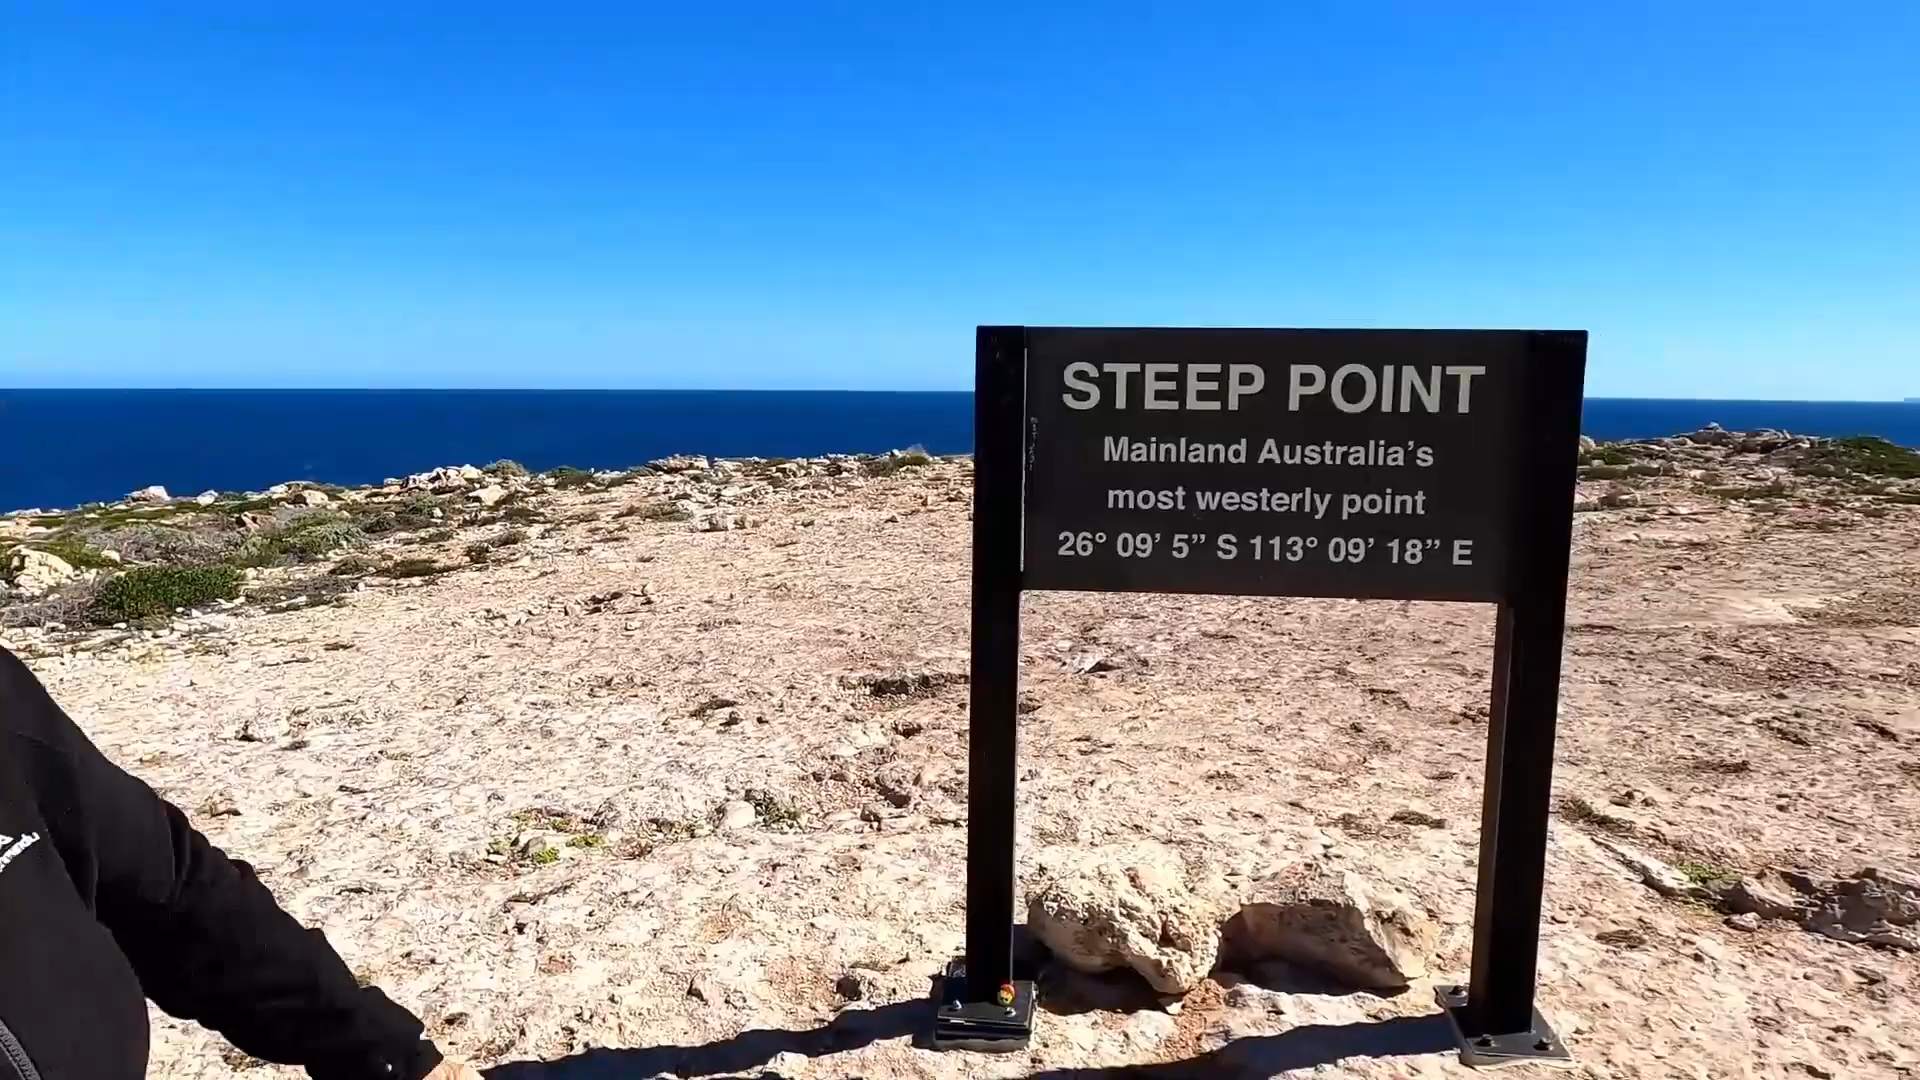 STEEP POINT
Mainland Australia’s
most westerly point
26° 09’ 5” S 113° 09’ 18” E